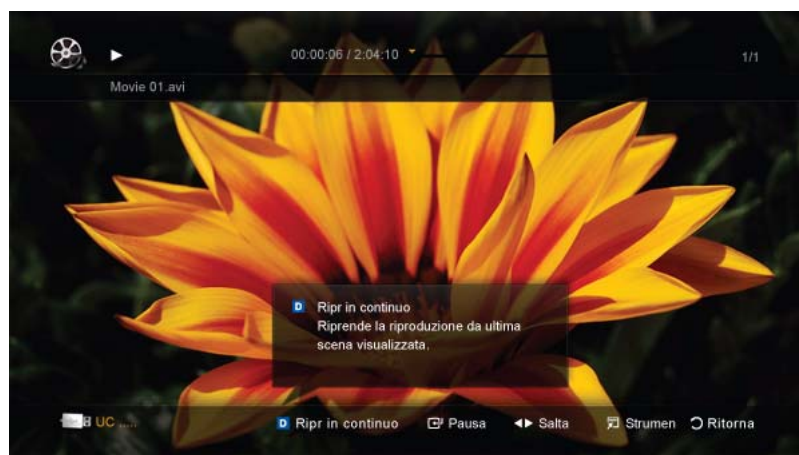 00:00:06 / 2:04:10
1/1
Movie 01.avi
D Ripr in continuo
Riprende la riproduzione da ultima
scena visualizzata.
UC .....
D Ripr in continuo Pausa Salta Strumen Ritorna